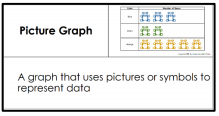 Picture Graph
A graph that uses pictures or symbols to
represent data